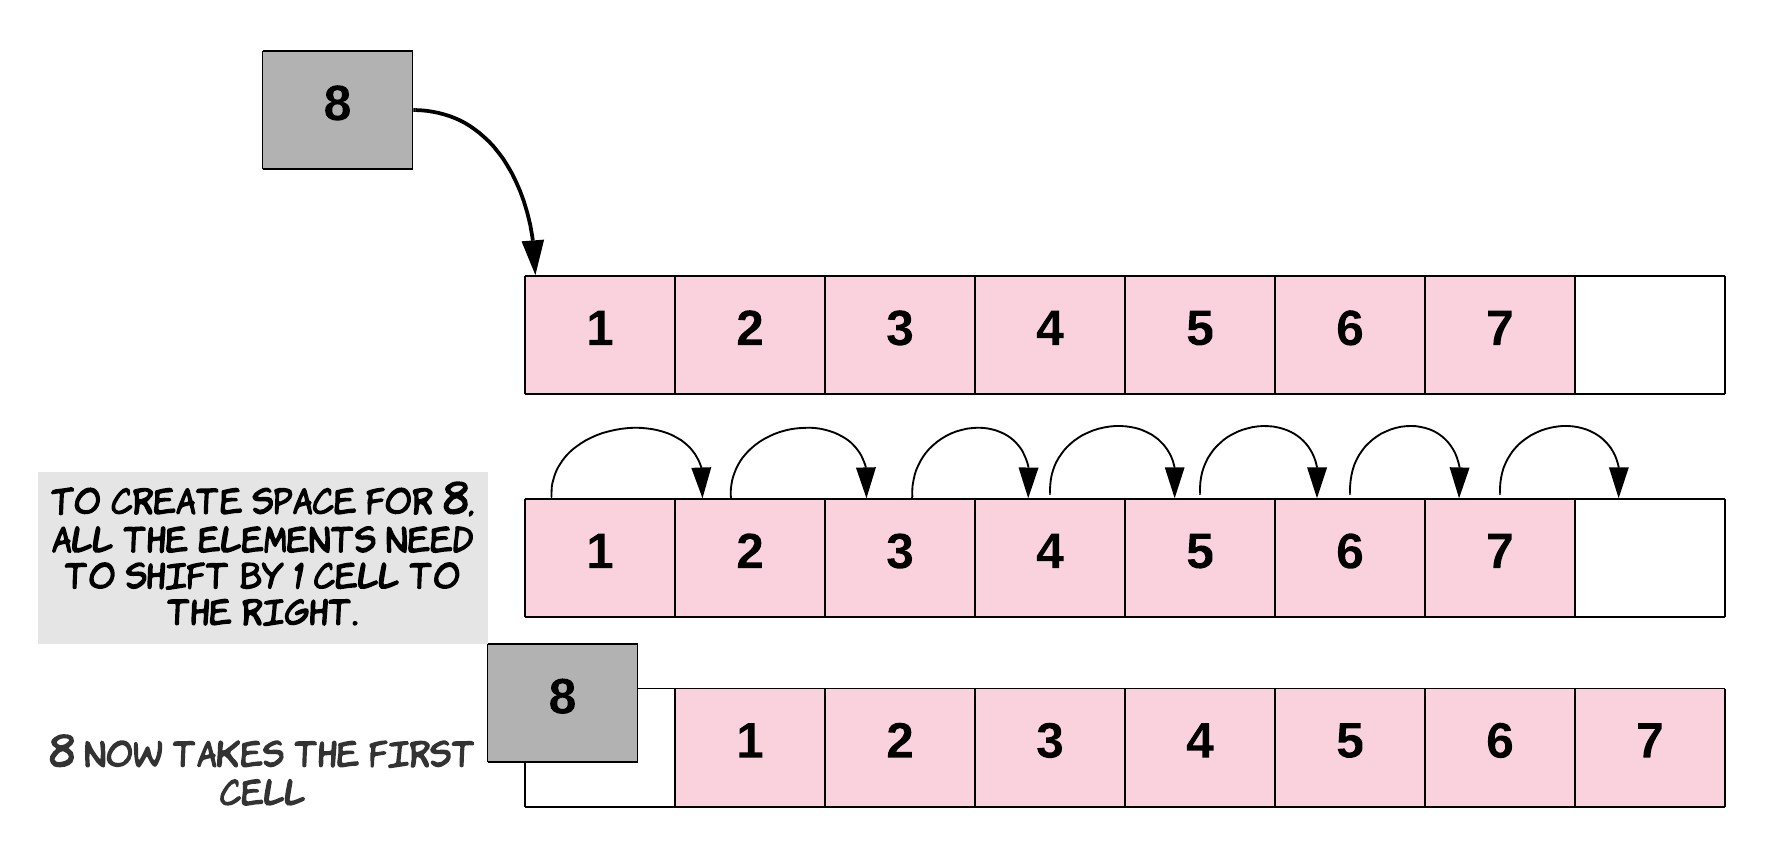 8
1 2 3 4 5 6 7
TO CREATE SPACE FOR 8,
ALL THE ELEMENTS NEED
TO SHIFT BY 1 CELL TO
THE RIGHT.
1 2 3 4 5 6 7
8
8 NOW TAKES THE FIRST
CELL
1 2 3 4 5 6 7